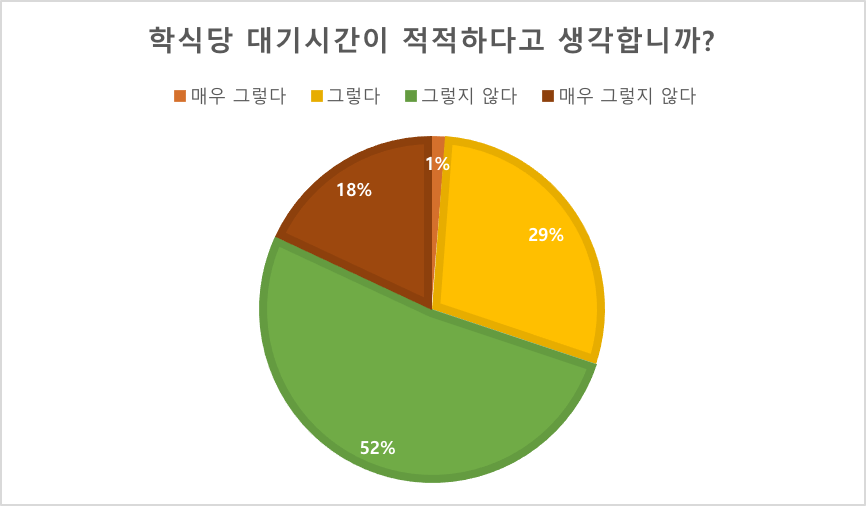 학식당 대기시간이 적적하다고 생각합니까?
매우 그렇다 그렇다 그렇지 않다 매우 그렇지 않다
1%
18%
29%
52%